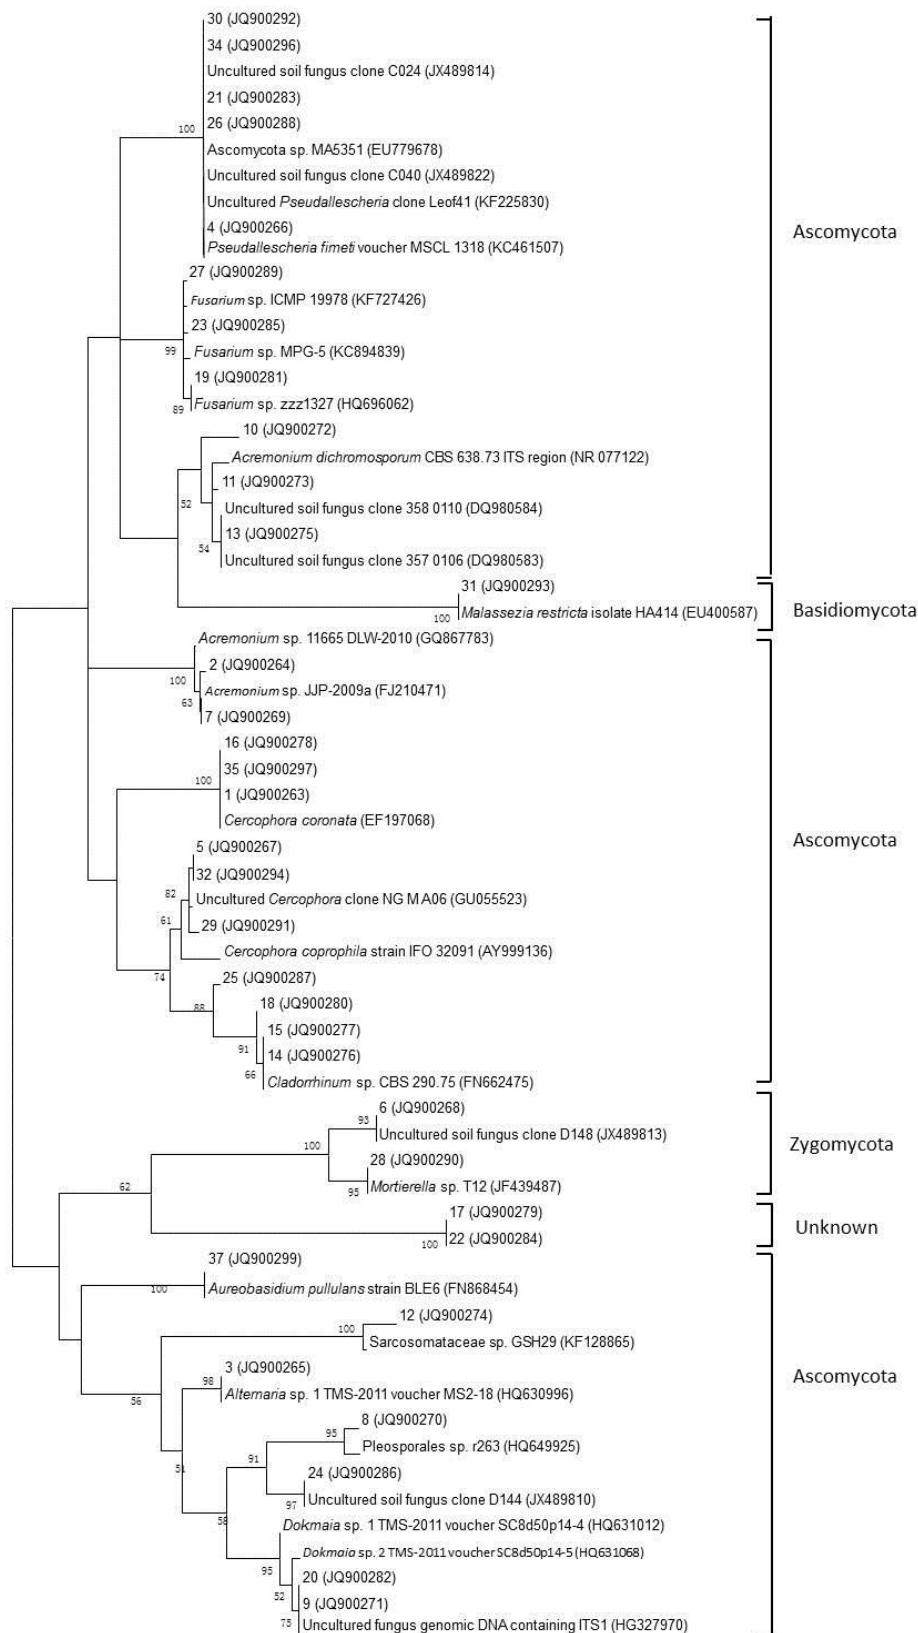 30 (JQ900292)
34 (JQ900296)
Uncultured soil fungus clone C024 (JX489814)
21 (JQ900283)
26 (JQ900288)
100
Ascomycota sp. MA5351 (EU779678)
Uncultured soil fungus clone C040 (JX489822)
Uncultured Pseudallescheria clone Leof41 (KF225830)
4 (JQ900266)
Ascomycota
Pseudallescheria fimeti voucher MSCL 1318 (KC461507)
27 (JQ900289)
Fusarium sp. ICMP 19978 (KF727426)
23 (JQ900285)
99
Fusarium sp. MPG-5 (KC894839)
19 (JQ900281)
89
Fusarium sp. zzz1327 (HQ696062)
10 (JQ900272)
Acremonium dichromosporum CBS 638.73 ITS region (NR 077122)
11 (JQ900273)
52
Uncultured soil fungus clone 358 0110 (DQ980584)
13 (JQ900275)
54
Uncultured soil fungus clone 357 0106 (DQ980583)
31 (JQ900293)
100
Malassezia restricta isolate HA414 (EU400587)
Basidiomycota
Acremonium sp. 11665 DLW-2010 (GQ867783)
2 (JQ900264)
100
Acremonium sp. JJP-2009a (FJ210471)
63
7 (JQ900269)
16 (JQ900278)
35 (JQ900297)
100
1 (JQ900263)
Cercophora coronata (EF197068)
Ascomycota
5 (JQ900267)
32 (JQ900294)
82
Uncultured Cercophora clone NG M A06 (GU055523)
61
29 (JQ900291)
Cercophora coprophila strain IFO 32091 (AY999136)
74
25 (JQ900287)
88
18 (JQ900280)
15 (JQ900277)
91
14 (JQ900276)
66
Cladorrhinum sp. CBS 290.75 (FN662475)
6 (JQ900268)
93
Uncultured soil fungus clone D148 (JX489813)
100
Zygomycota
28 (JQ900290)
95
Mortierella sp. T12 (JF439487)
62
17 (JQ900279)
Unknown
100
22 (JQ900284)
37 (JQ900299)
100
Aureobasidium pullulans strain BLE6 (FN868454)
12 (JQ900274)
100
Sarcosomataceae sp. GSH29 (KF128865)
3 (JQ900265)
Ascomycota
98
Alternaria sp. 1 TMS-2011 voucher MS2-18 (HQ630996)
56
8 (JQ900270)
95
Pleosporales sp. r263 (HQ649925)
91
51
24 (JQ900286)
97
Uncultured soil fungus clone D144 (JX489810)
58
Dokmaia sp. 1 TMS-2011 voucher SC8d50p14-4 (HQ631012)
Dokmaia sp. 2 TMS-2011 voucher SC8d50p14-5 (HQ631068)
95
20 (JQ900282)
52
9 (JQ900271)
75
Uncultured fungus genomic DNA containing ITS1 (HG327970)